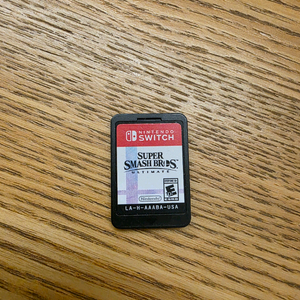 NINTENDO
SWITCH
SUPER
SMASH BROS.
ULTIMATE
E
Nintendo
LA-H-AAABA-USA